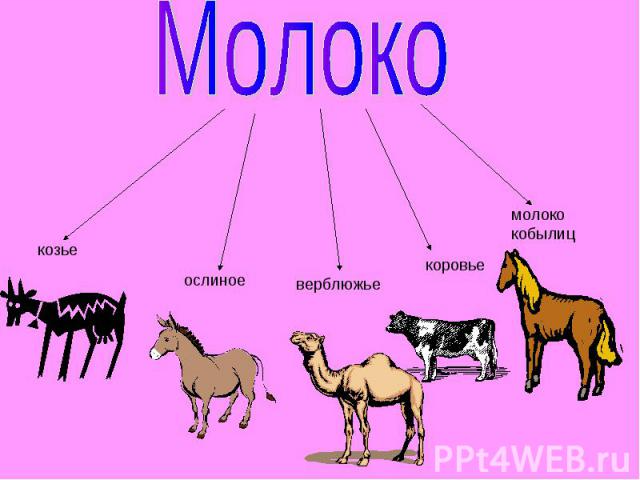 Молоко
молоко
кобылиц
козье
коровье
ослиное
верблюжье
PPt4WEB.ru